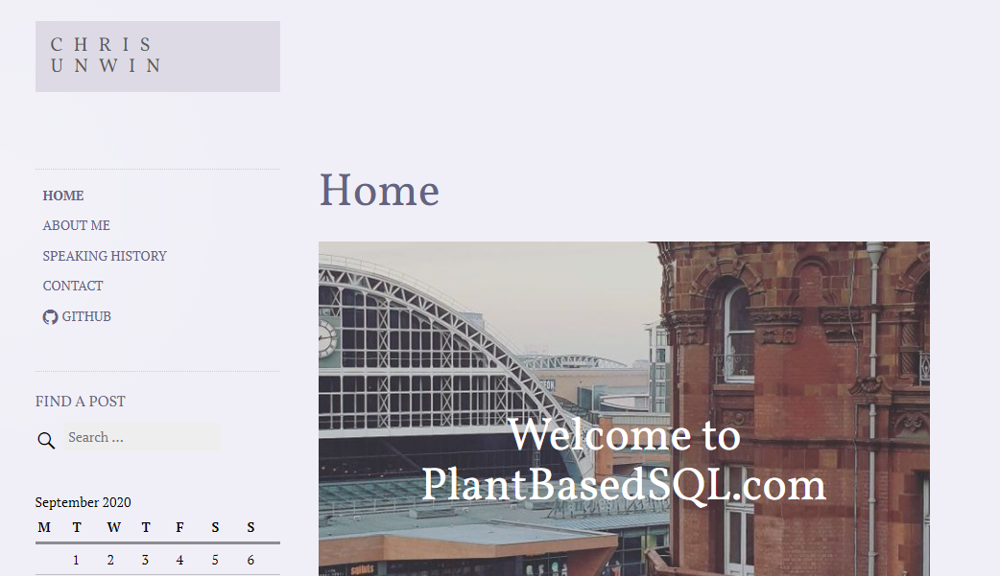 CHRIS
UNWIN
HOME
ABOUT ME
SPEAKING HISTORY
CONTACT
GITHUB
FIND A POST
Search ...
September 2020
M T W T F S S
1 2 3 4 5 6
Home
Welcome to
PlantBasedSQL.com